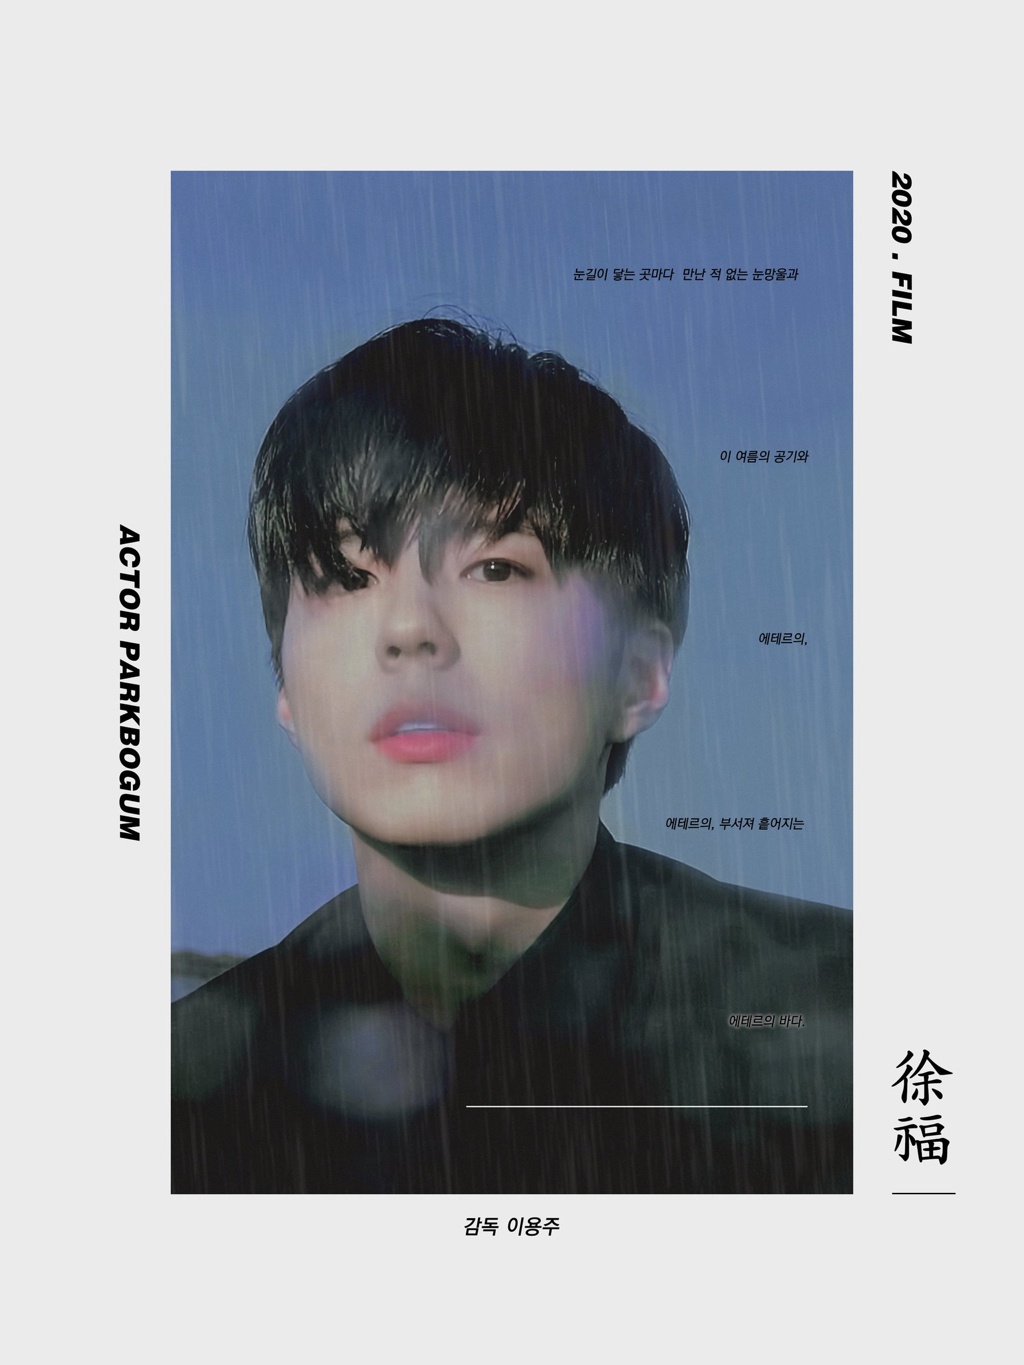 2020 . FILM
눈길이 닿는 곳마다 만난 적 없는 눈망울과
이 여름의 공기와
ACTOR PARKBOGUM
에테르의,
에테르의, 부서져 흩어지는
에테르의 바다.
徐福
감독 이용주